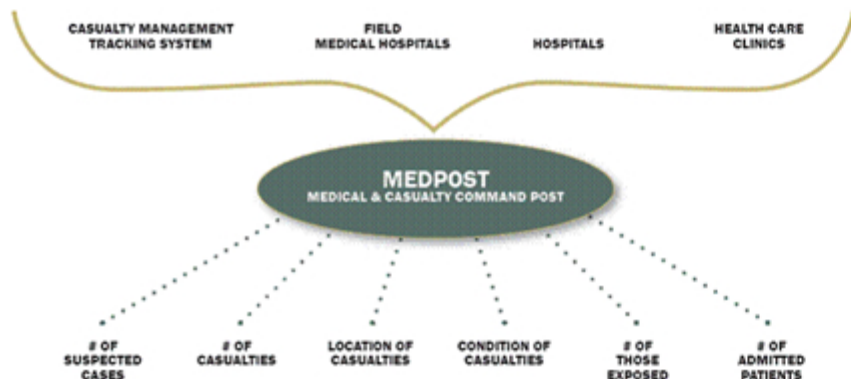 CASUALTY MANAGEMENT
TRACKING SYSTEM
FIELD
MEDICAL HOSPITALS
HOSPITALS
HEALTH CARE
CLINICS
MEDPOST
MEDICAL & CASUALTY COMMAND POST
# OF
SUSPECTED
CASES
# OF
CASUALTIES
LOCATION OF
CASUALTIES
CONDITION OF
CASUALTIES
# OF
THOSE
EXPOSED
# OF
ADMITTED
PATIENTS